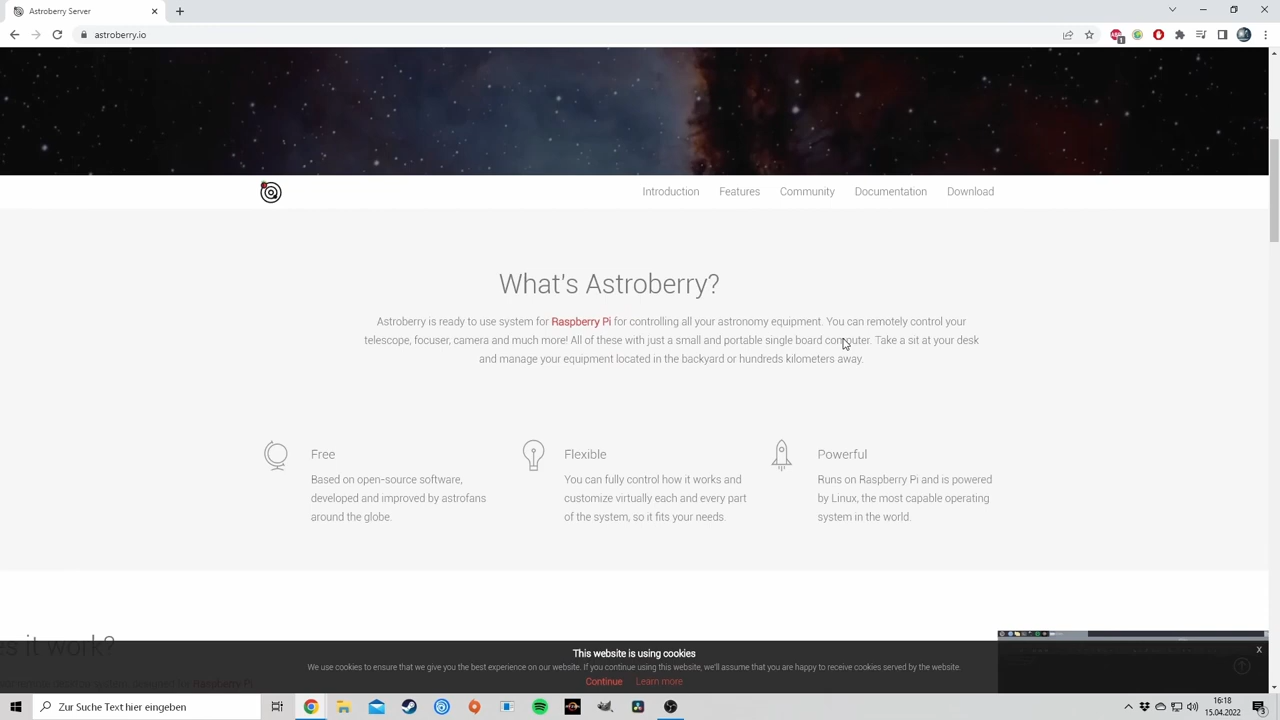 Astroberry Server
astroberry.io
1
Introduction Features Community Documentation Download
What's Astroberry?
Astroberry is ready to use system for Raspberry Pi for controlling all your astronomy equipment. You can remotely control your
telescope, focuser, camera and much more! All of these with just a small and portable single board computer. Take a sit at your desk
and manage your equipment located in the backyard or hundreds kilometers away.
Free
Based on open-source software,
developed and improved by astrofans
around the globe.
Flexible
You can fully control how it works and
customize virtually each and every part
of the system, so it fits your needs.
Powerful
Runs on Raspberry Pi and is powered
by Linux, the most capable operating
system in the world.
es it work?
Raspberry Pi
This website is using cookies
x
We use cookies to ensure that we give you the best experience on our website. If you continue using this website, we'll assume that you are happy to receive cookies served by the website.
Continue Learn more
Zur Suche Text hier eingeben
16:18
15.04.2022
3